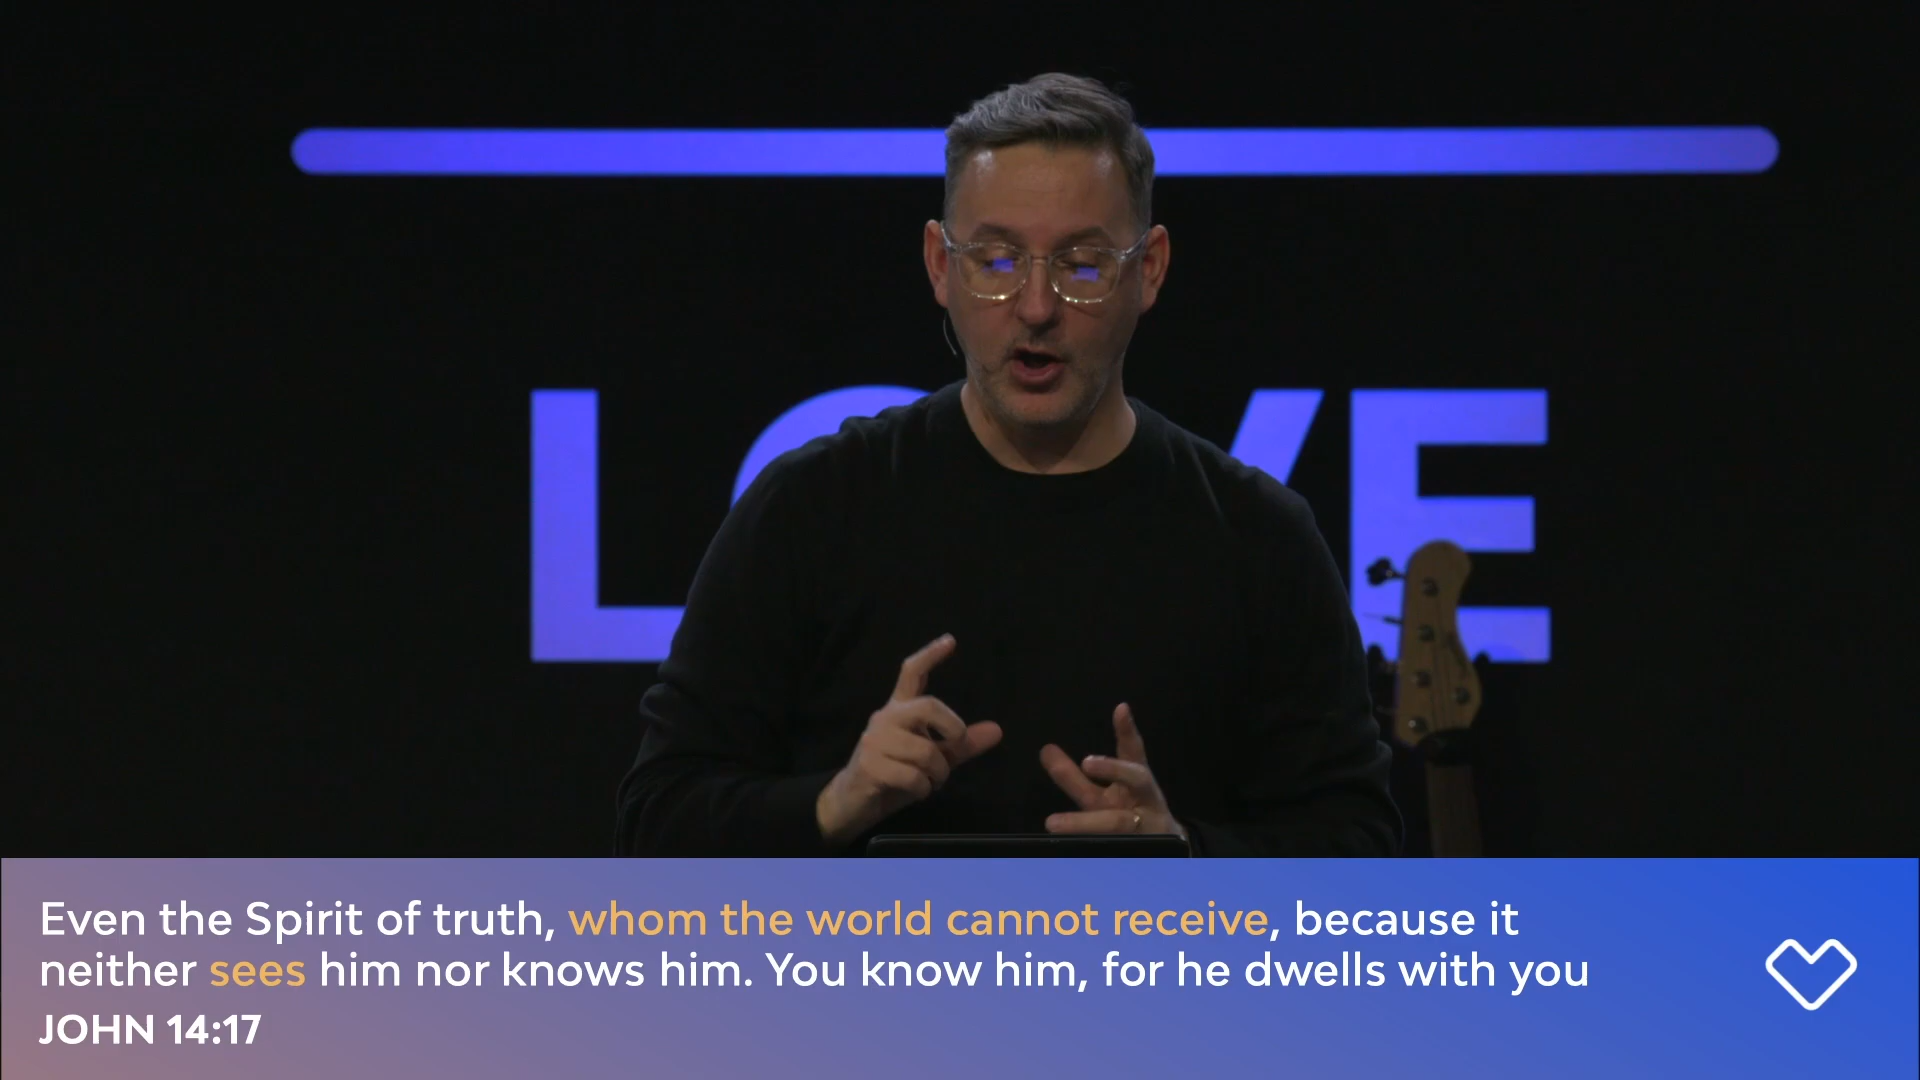 LOVE
Even the Spirit of truth, whom the world cannot receive, because it
neither sees him nor knows him. You know him, for he dwells with you
JOHN 14:17